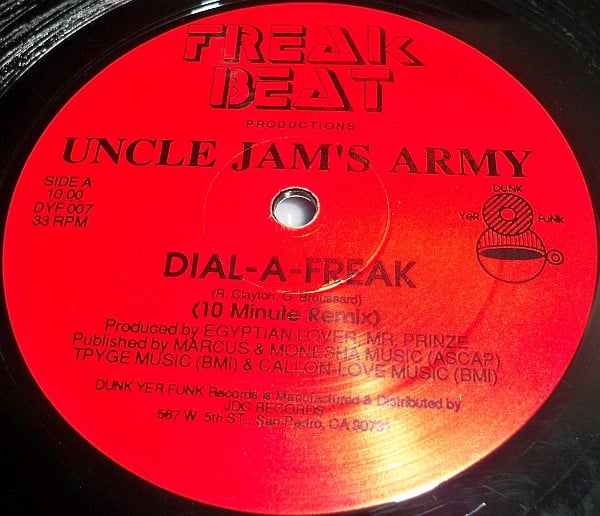 FREAK
BEAT
PRODUCTIONS
UNCLE JAM'S ARMY
SIDE A
10:00
DYF 007
33 RPM
DUNK
YeR FuNk
DIAL-A-FREAK
(R. Clayton, G. Broussard)
(10 Minute Remix)
Produced by EGYPTIAN LOVER, MR. PRINZE
Published by MARCUS & MONESHA MUSIC (ASCAP)
TPYGE MUSIC (BMI) & CALLON-LOVE MUSIC (BMI)
DUNK YER FUNK Records is Manufactured & Distributed by
JDC RECORDS
567 W. 5th ST., San Pedro, CA 90731